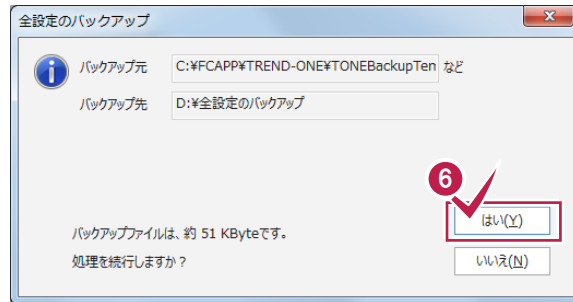 全設定のバックアップ
バックアップ元 C:¥FCAPP¥TREND-ONE¥TONEBackupTen など
バックアップ先 D:¥全設定のバックアップ
6
バックアップファイルは、約 51 KByteです。
はい(Y)
処理を続行しますか？
いいえ(N)